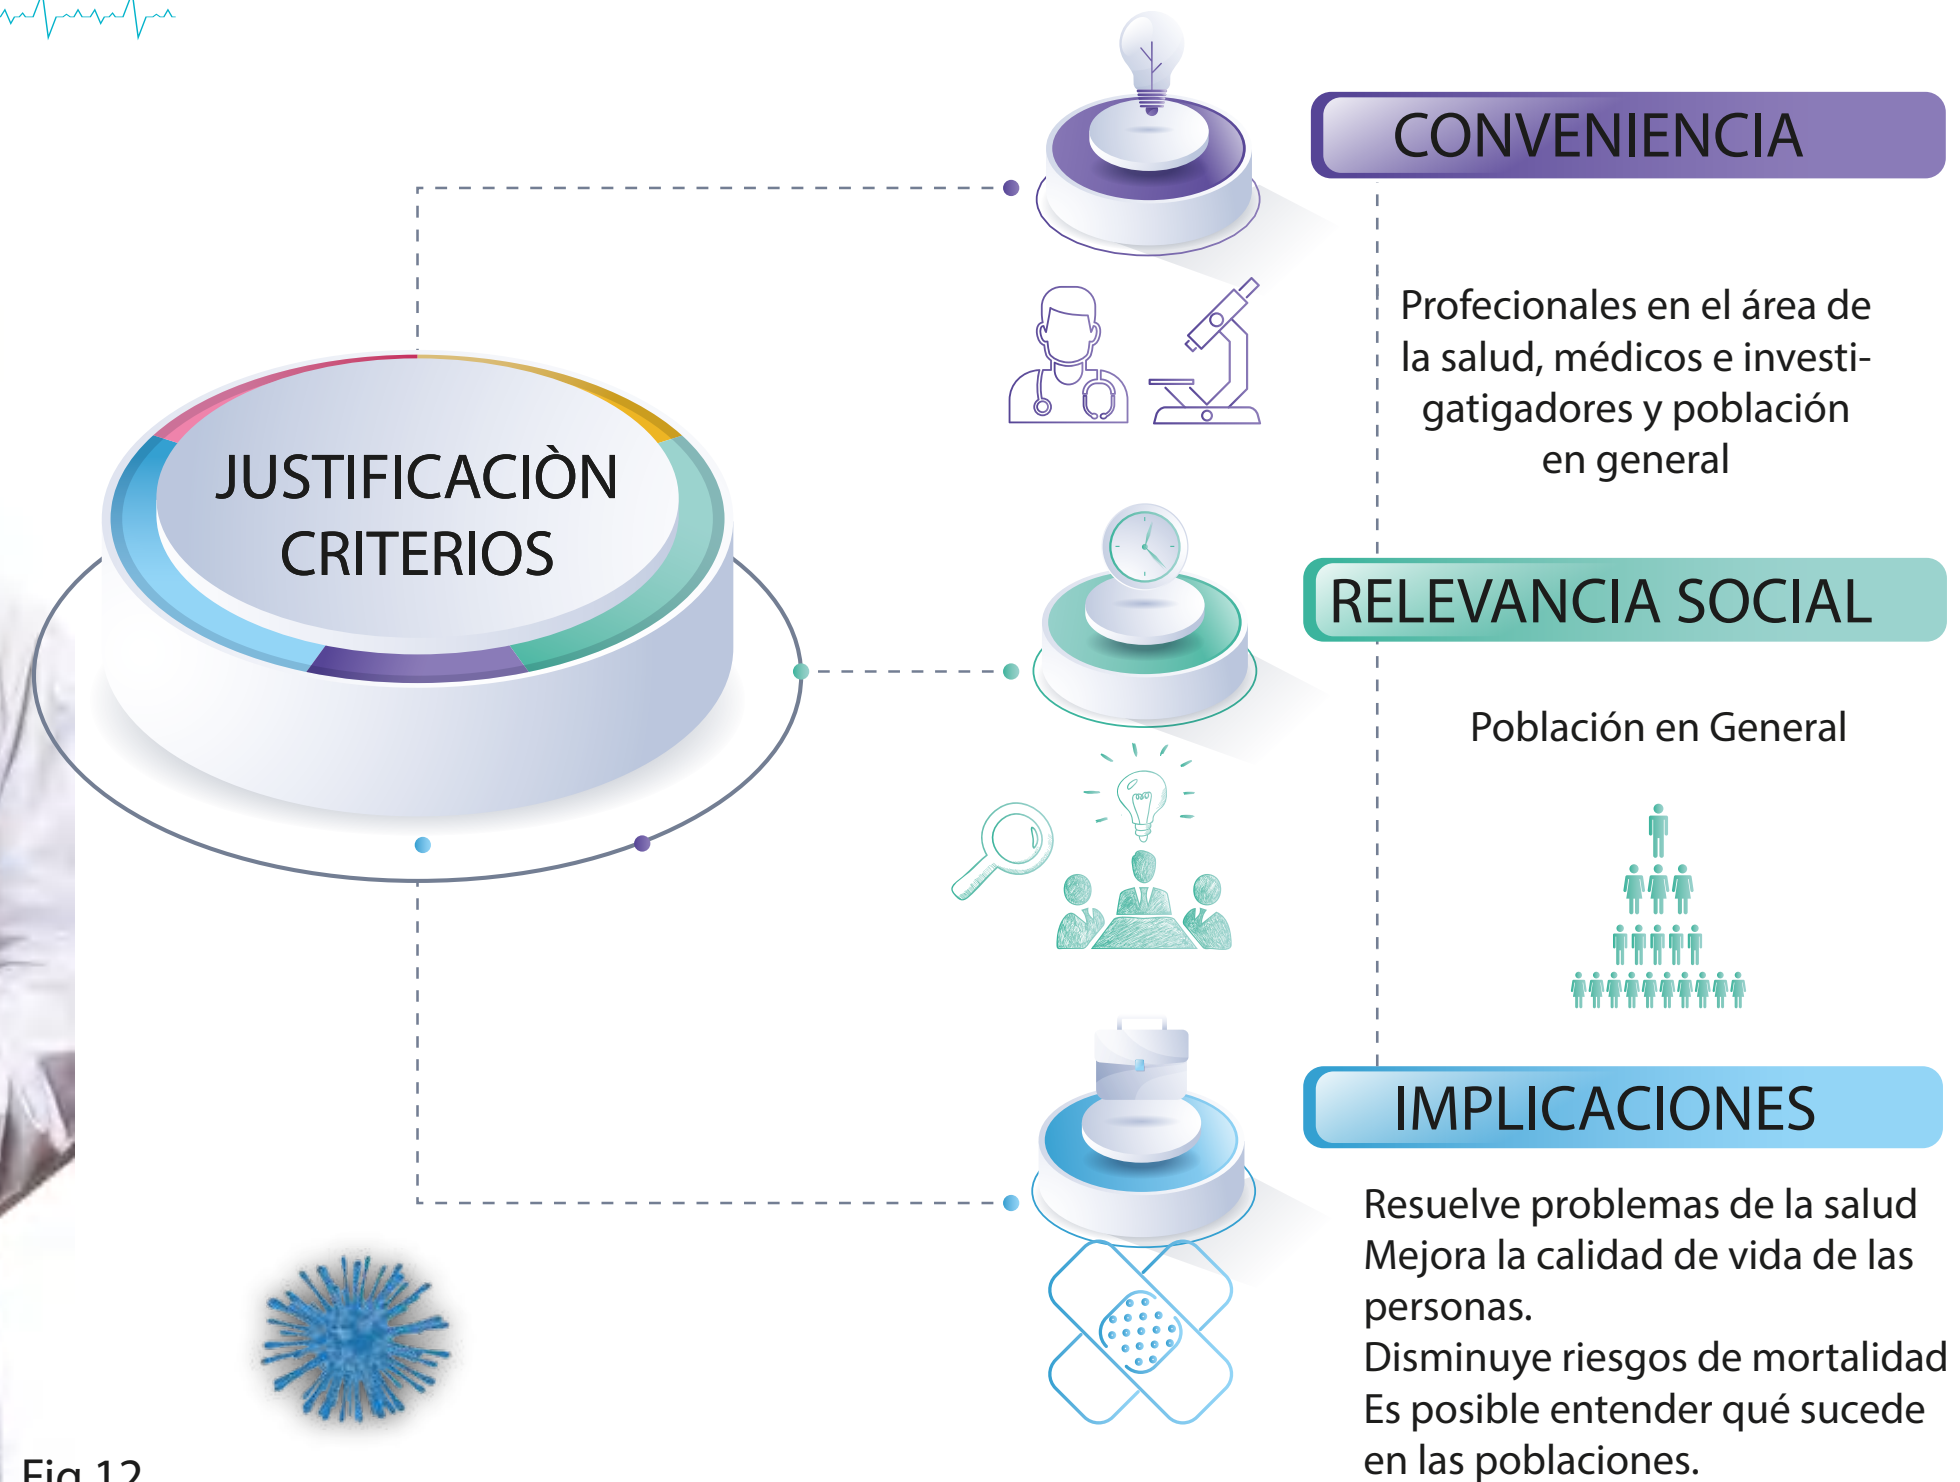 JUSTIFICACIÒN
CRITERIOS
CONVENIENCIA
Profecionales en el área de
la salud, médicos e investi-
gatigadores y población
en general
RELEVANCIA SOCIAL
Población en General
IMPLICACIONES
Resuelve problemas de la salud
Mejora la calidad de vida de las
personas.
Disminuye riesgos de mortalidad
Es posible entender qué sucede
en las poblaciones.
Fig 12